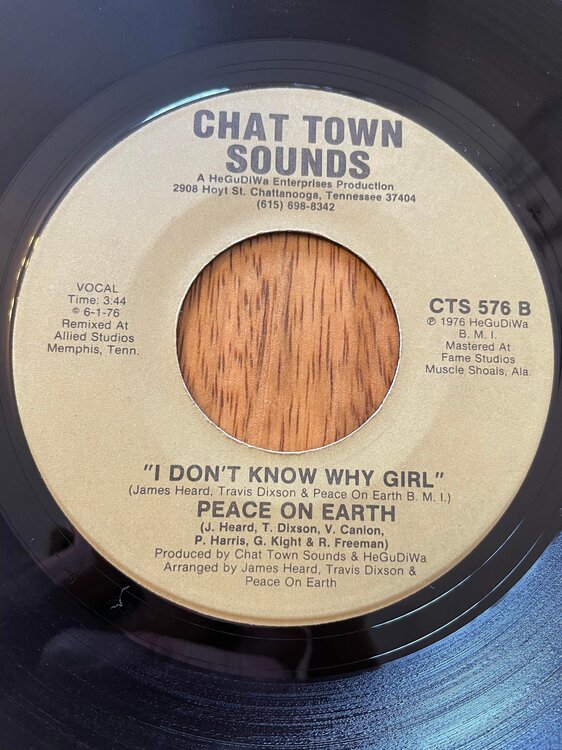 CHAT TOWN
SOUNDS
A HeGuDiWa Enterprises Production
2908 Hoyt St. Chattanooga, Tennessee 37404
(615) 698-8342
VOCAL
Time: 3:44
© 6-1-76
Remixed At
Allied Studios
Memphis, Tenn.
CTS 576 B
℗ 1976 HeGuDiWa
B. M. I.
Mastered At
Fame Studios
Muscle Shoals, Ala.
"I DON'T KNOW WHY GIRL"
(James Heard, Travis Dixson & Peace On Earth B. M. I.)
PEACE ON EARTH
(J. Heard, T. Dixson, V. Canlon,
P. Harris, G. Kight & R. Freeman)
Produced by Chat Town Sounds & HeGuDiWa
Arranged by James Heard, Travis Dixson &
Peace On Earth